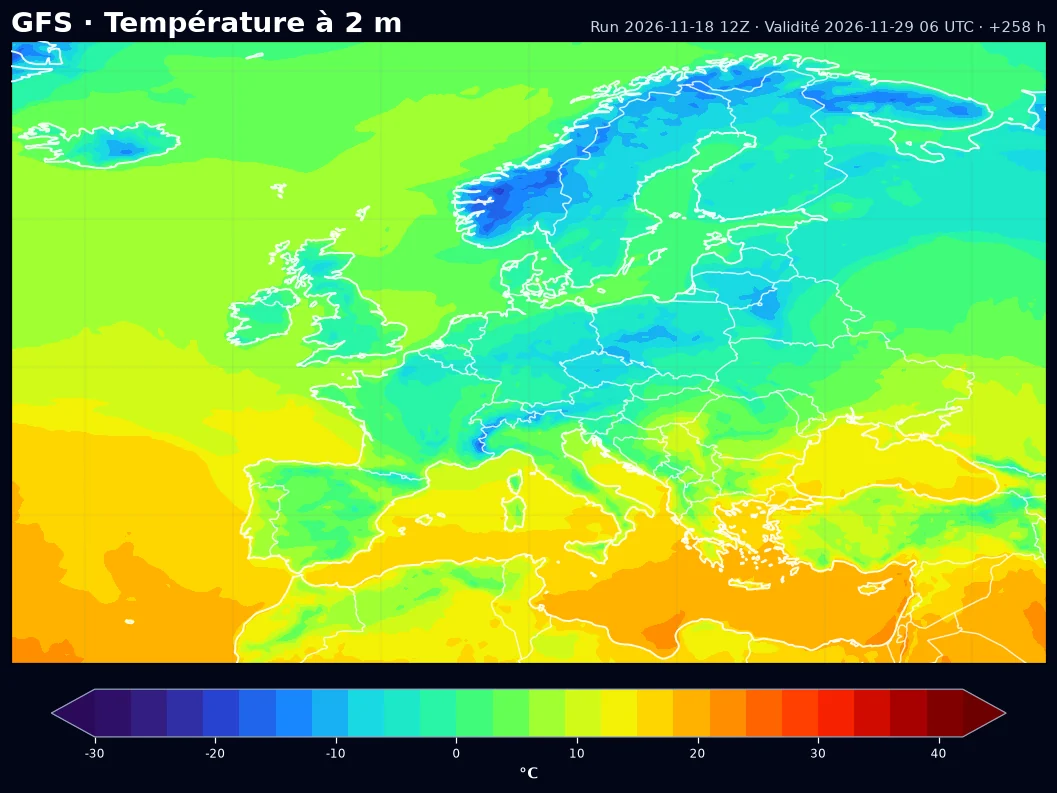 GFS · Température à 2 m
Run 2026-11-18 12Z · Validité 2026-11-29 06 UTC · +258 h
-30 -20 -10 0 10 20 30 40
°C